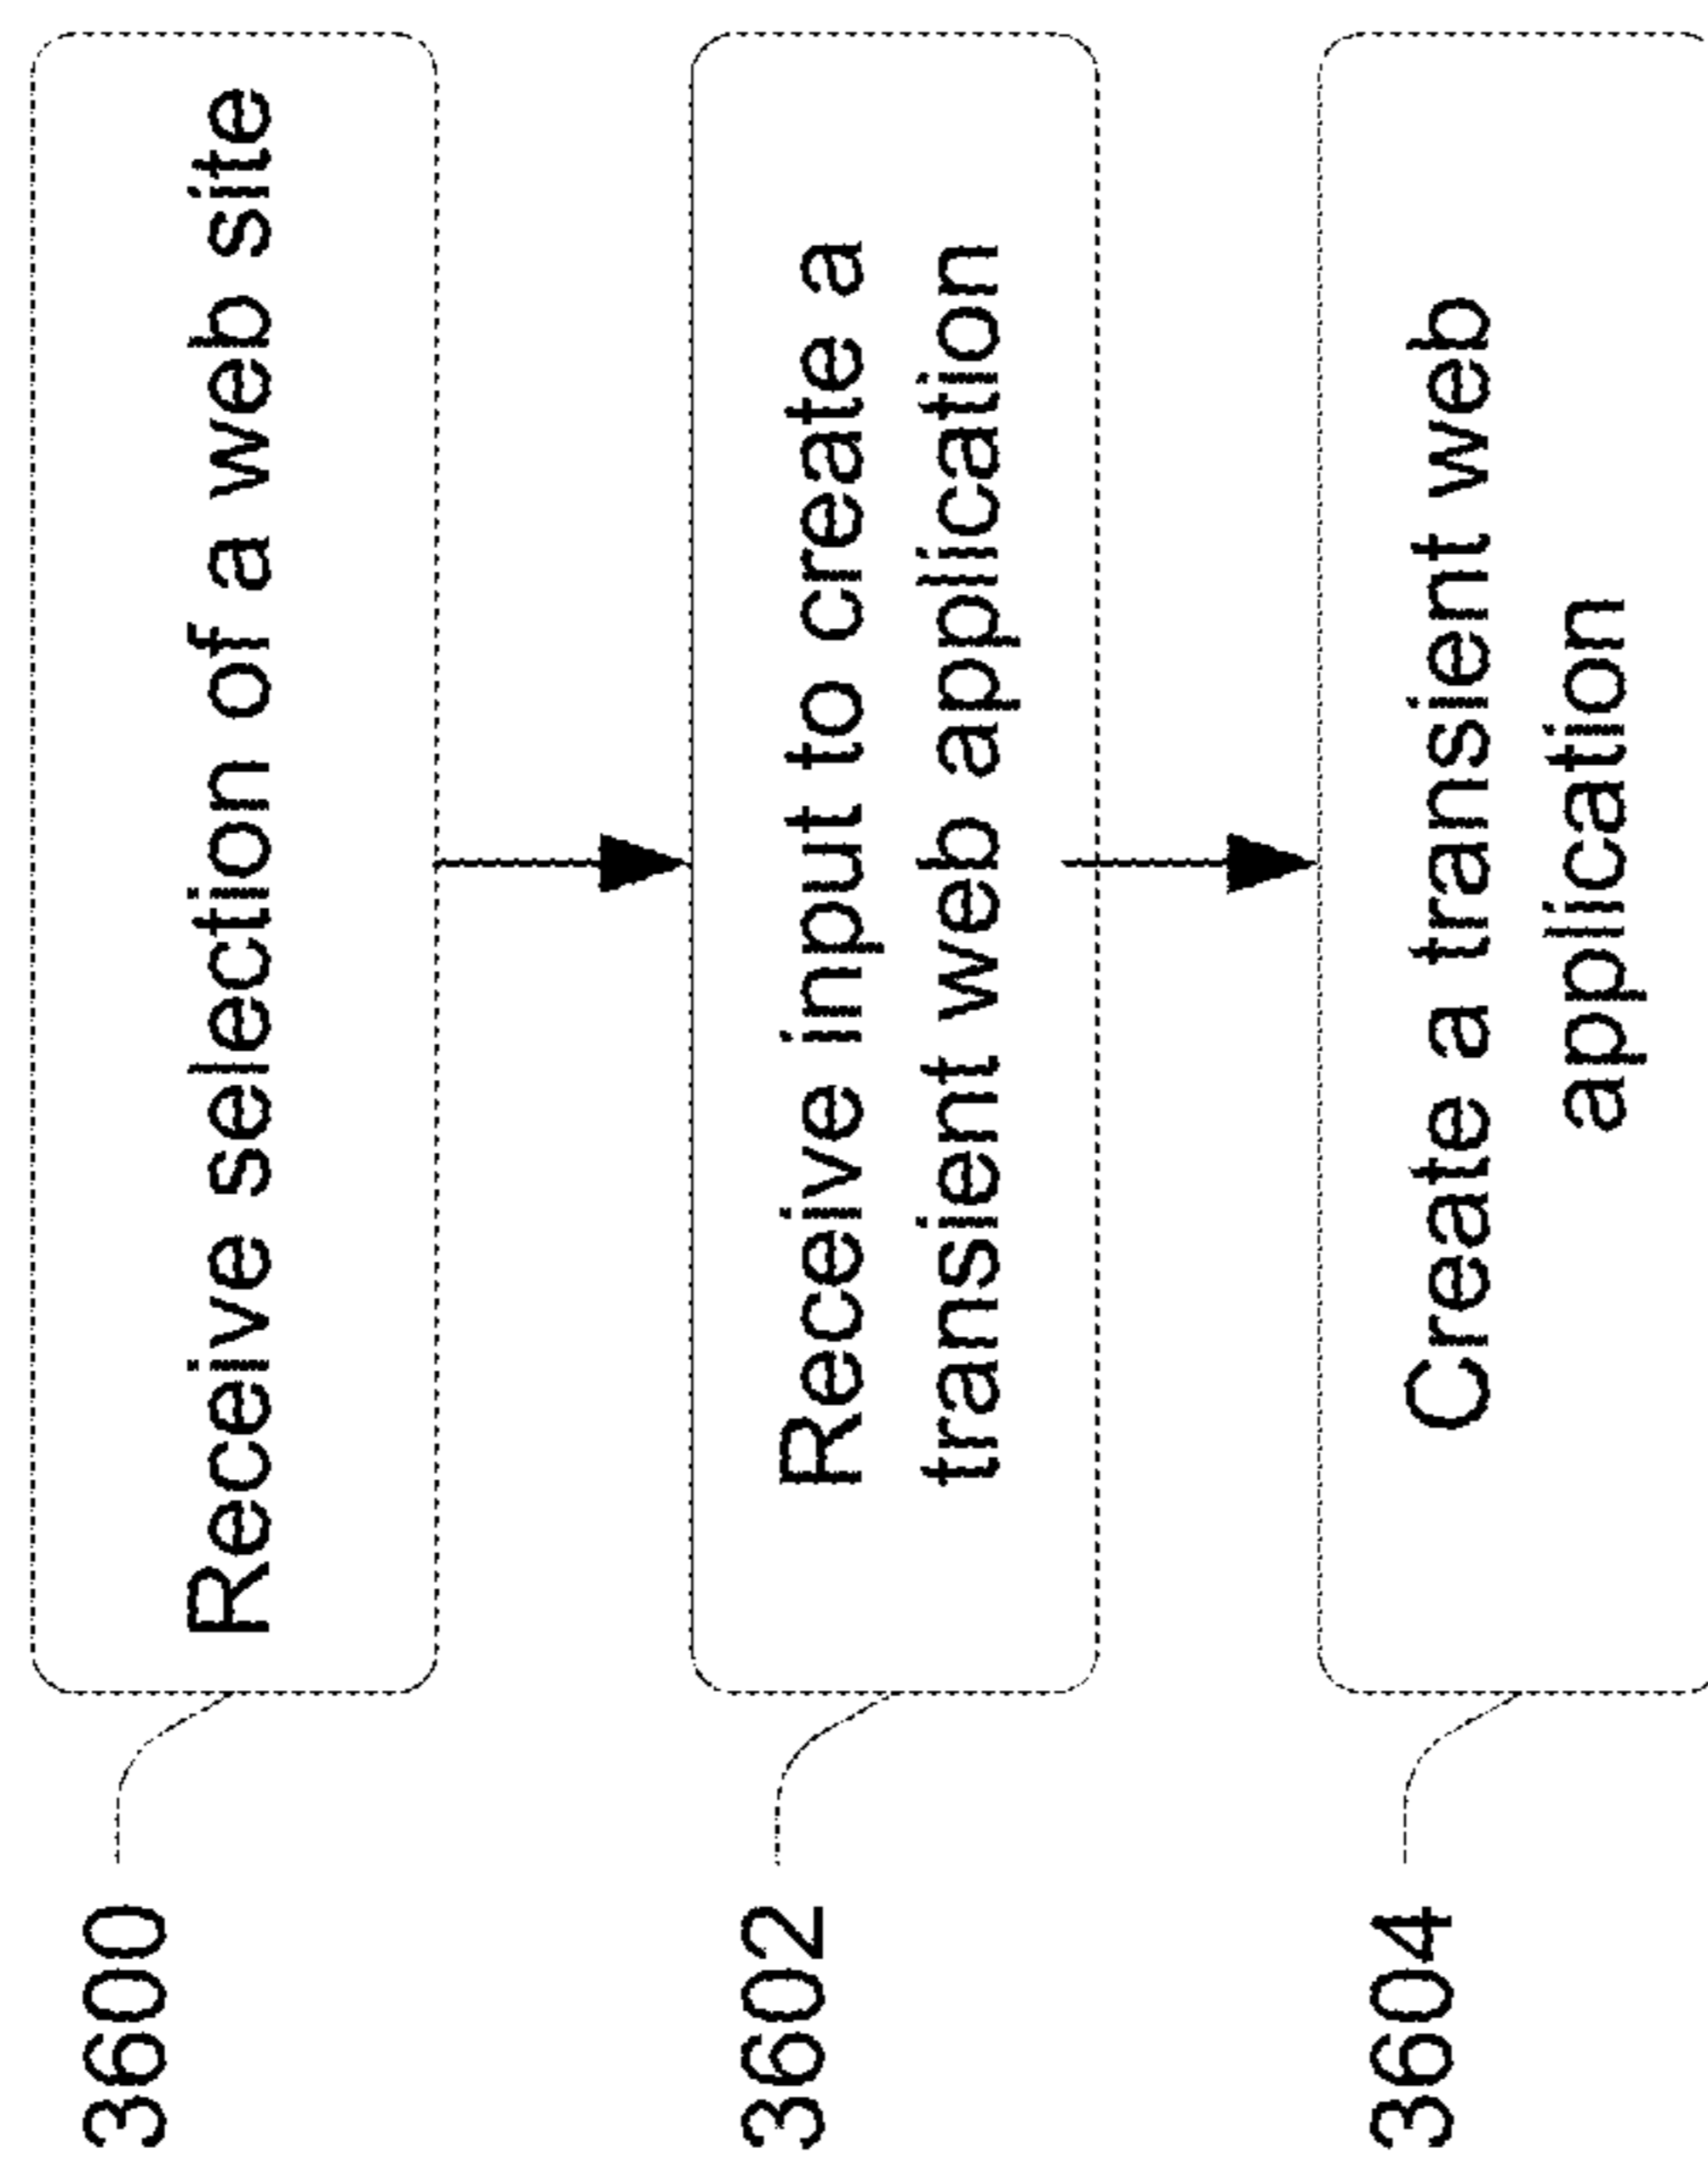 3600
Receive selection of a web site
3602
Receive input to create a
transient web application
3604
Create a transient web
application